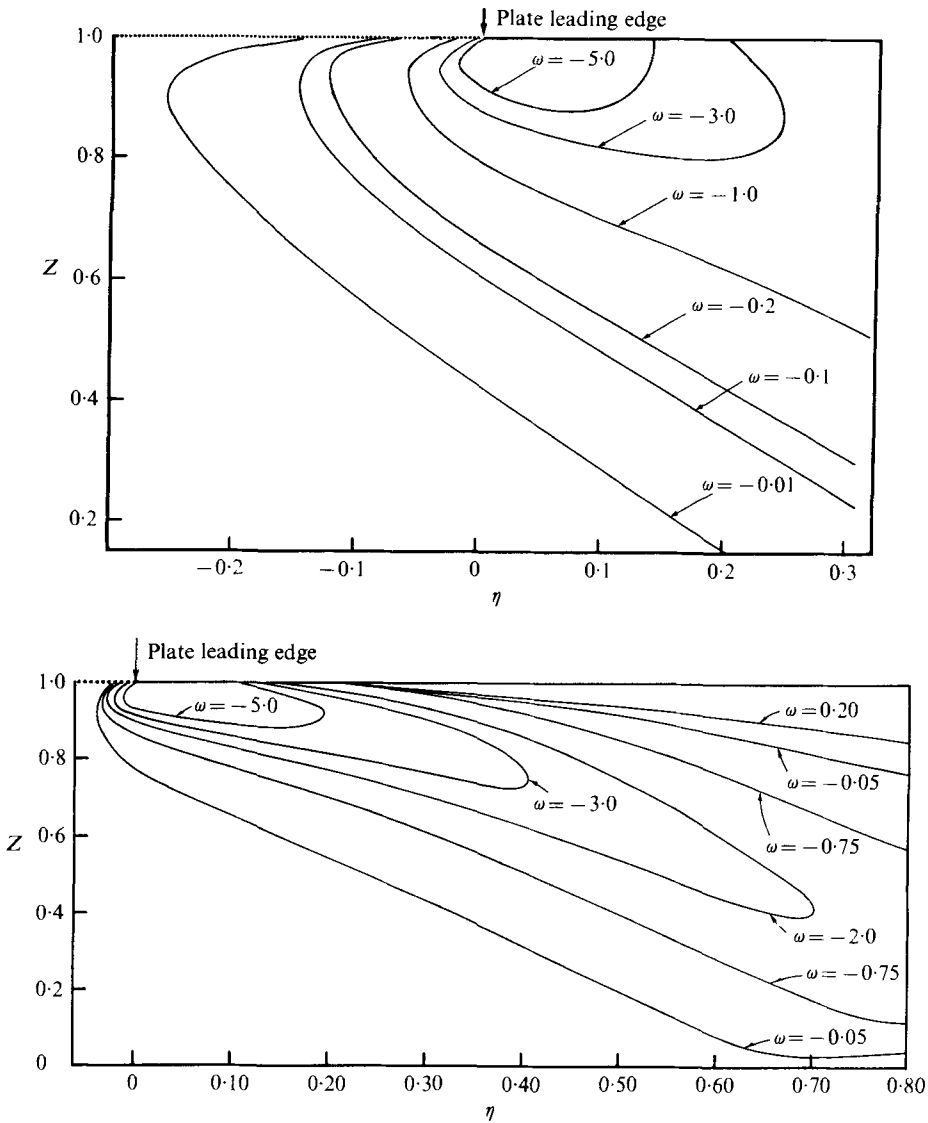 Plate leading edge
1·0
ω = −5·0
ω = −3·0
0·8
ω = −1·0
Z
0·6
ω = −0·2
ω = −0·1
0·4
ω = −0·01
0·2
−0·2
−0·1
0
0·1
0·2
0·3
η
Plate leading edge
1·0
ω = −5·0
ω = 0·20
0·8
ω = −0·05
ω = −3·0
Z
0·6
ω = −0·75
0·4
ω = −2·0
ω = −0·75
0·2
ω = −0·05
0
0
0·10
0·20
0·30
0·40
0·50
0·60
0·70
0·80
η